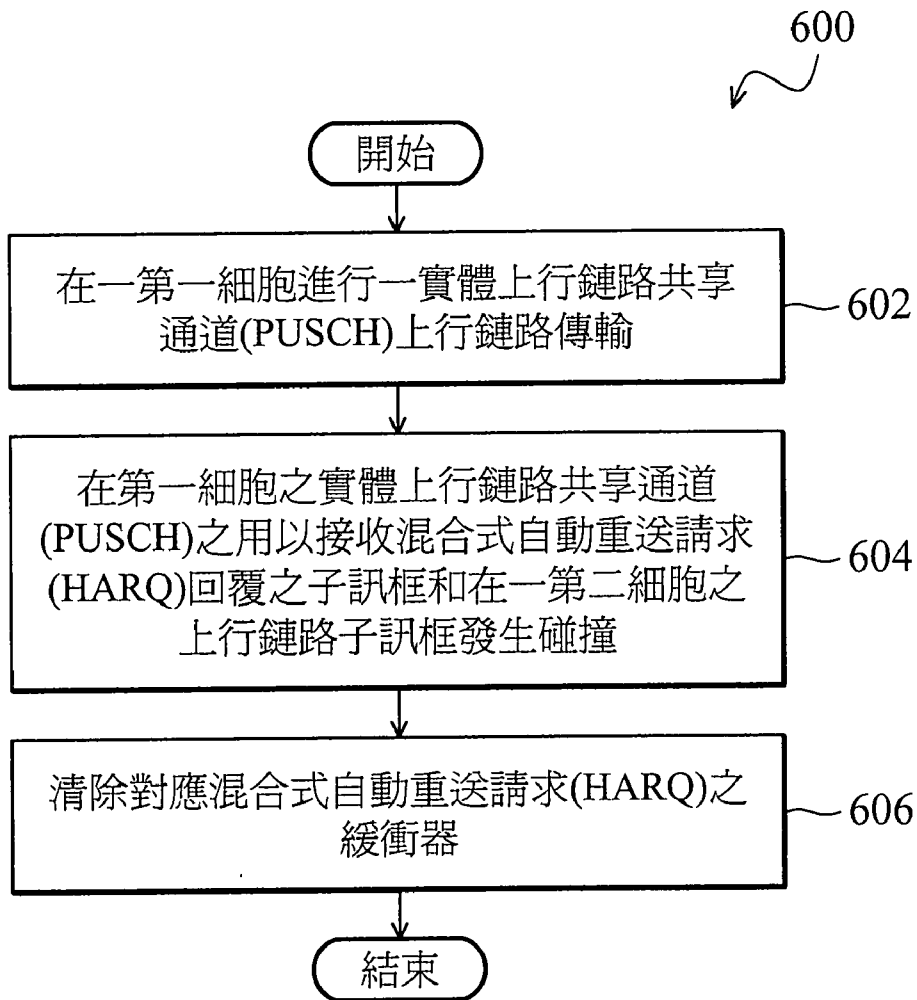 600
開始
在一第一細胞進行一實體上行鏈路共享
通道(PUSCH)上行鏈路傳輸
602
在第一細胞之實體上行鏈路共享通道
(PUSCH)之用以接收混合式自動重送請求
(HARQ)回覆之子訊框和在一第二細胞之
上行鏈路子訊框發生碰撞
604
清除對應混合式自動重送請求(HARQ)之
緩衝器
606
結束